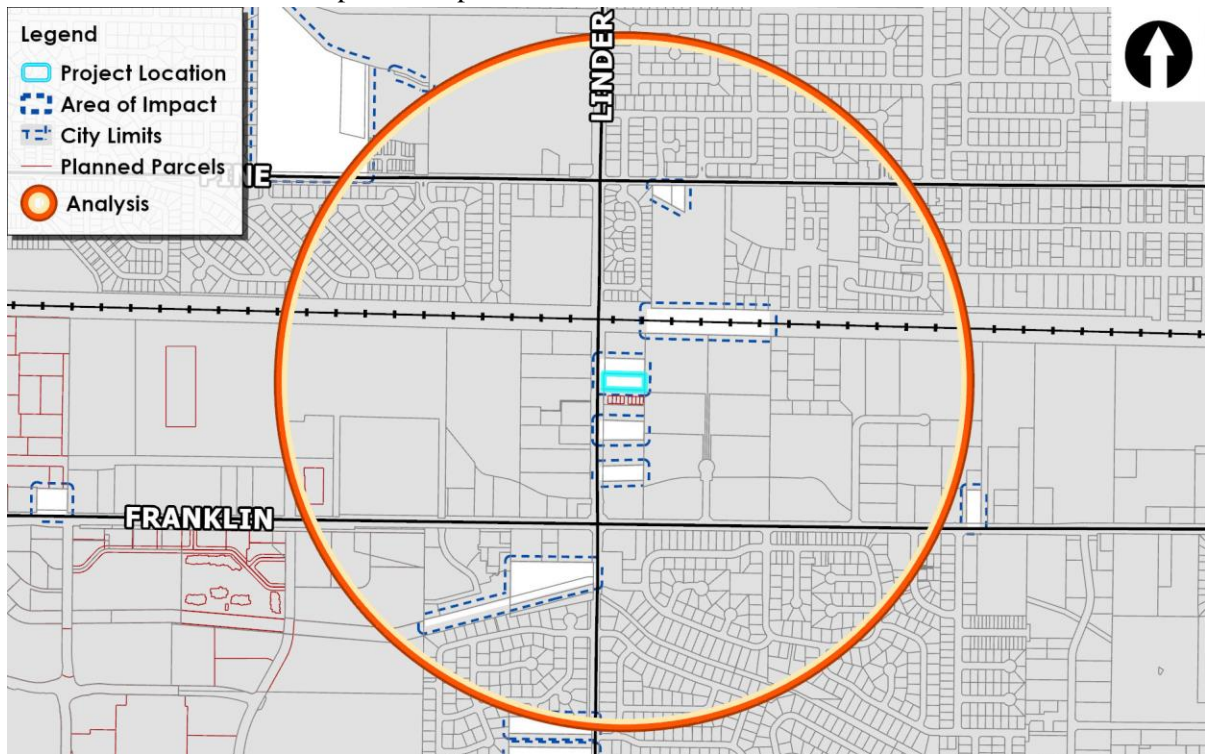 Legend
Project Location
Area of Impact
City Limits
Planned Parcels
Analysis
LINDER
PINE
FRANKLIN